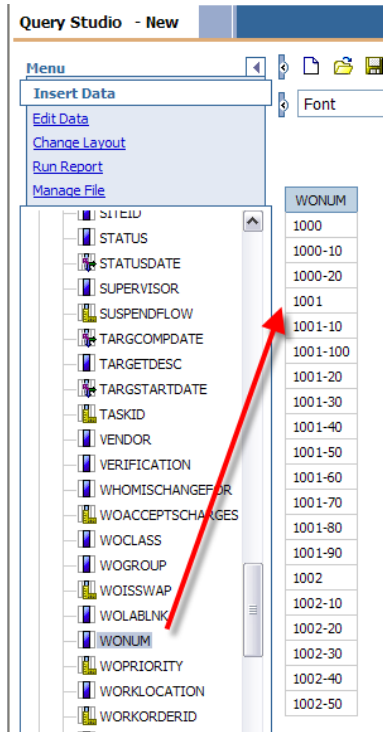 Query Studio - New
Menu
Insert Data
Edit Data
Change Layout
Run Report
Manage File
Font
SITEID
STATUS
STATUSDATE
SUPERVISOR
SUSPENDFLOW
TARGCOMPDATE
TARGETDESC
TARGSTARTDATE
TASKID
VENDOR
VERIFICATION
WHOMISCHANGEFOR
WOACCEPTSCHARGES
WOCLASS
WOGROUP
WOISSWAP
WOLABLNK
WONUM
WOPRIORITY
WORKLOCATION
WORKORDERID
WONUM
1000
1000-10
1000-20
1001
1001-10
1001-100
1001-20
1001-30
1001-40
1001-50
1001-60
1001-70
1001-80
1001-90
1002
1002-10
1002-20
1002-30
1002-40
1002-50